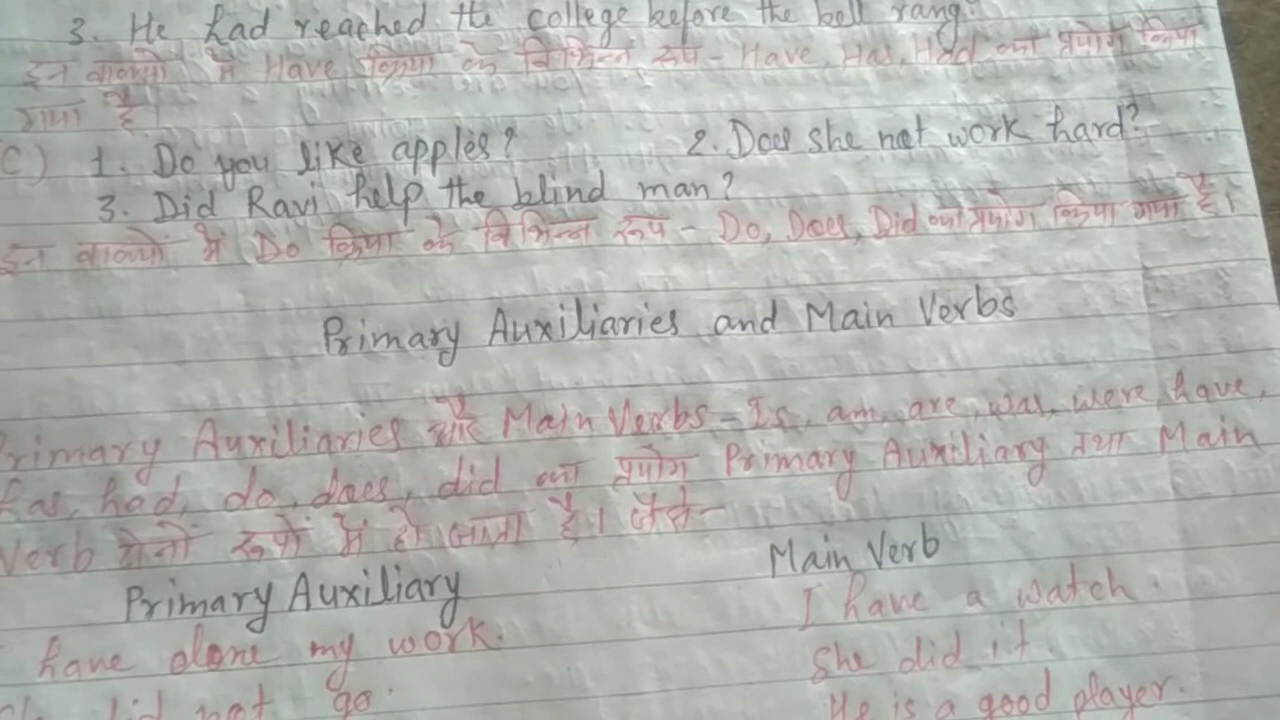 3. He had reached the college before the bell rang.
इन वाक्यो में Have क्रिया के विभिन्न रूप - Have, Has, Had का प्रयोग किया
गया है।
C) 1. Do you like apples? 2. Does she not work hard?
3. Did Ravi help the blind man?
इन वाक्यो में Do क्रिया के विभिन्न रूप - Do, Does, Did का प्रयोग किया गया है।
Primary Auxiliaries and Main Verbs
Primary Auxiliaries और Main Verbs - Is, am, are, was, were, have,
has, had, do, does, did का प्रयोग Primary Auxiliary तथा Main
Verb दोनो रूपो में हो जाता है। जैसे-
Primary Auxiliary Main Verb
have done my work. I have a watch.
did not go. She did it.
He is a good player.